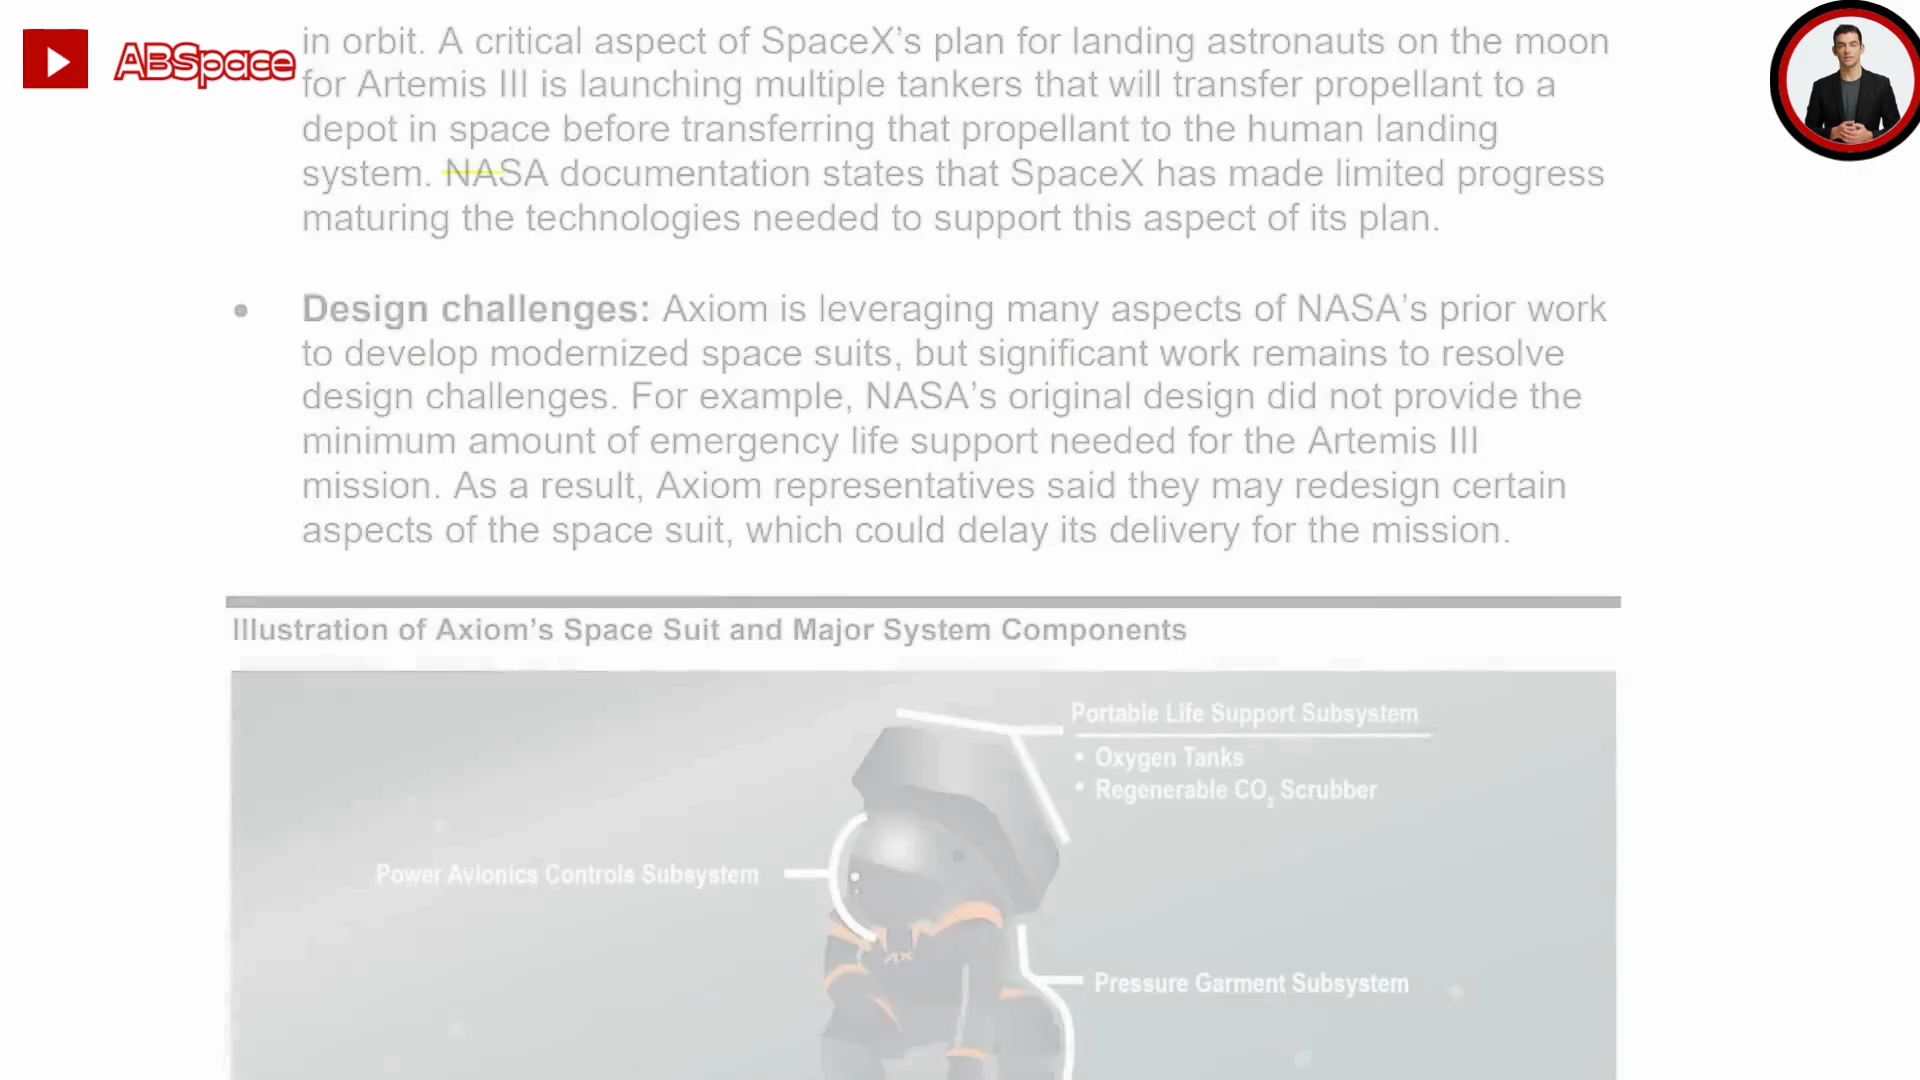 ABSpace
in orbit. A critical aspect of SpaceX's plan for landing astronauts on the moon
for Artemis III is launching multiple tankers that will transfer propellant to a
depot in space before transferring that propellant to the human landing
system. NASA documentation states that SpaceX has made limited progress
maturing the technologies needed to support this aspect of its plan.
• Design challenges: Axiom is leveraging many aspects of NASA's prior work
to develop modernized space suits, but significant work remains to resolve
design challenges. For example, NASA's original design did not provide the
minimum amount of emergency life support needed for the Artemis III
mission. As a result, Axiom representatives said they may redesign certain
aspects of the space suit, which could delay its delivery for the mission.
Illustration of Axiom's Space Suit and Major System Components
Portable Life Support Subsystem
• Oxygen Tanks
• Regenerable CO₂ Scrubber
Power Avionics Controls Subsystem
Pressure Garment Subsystem